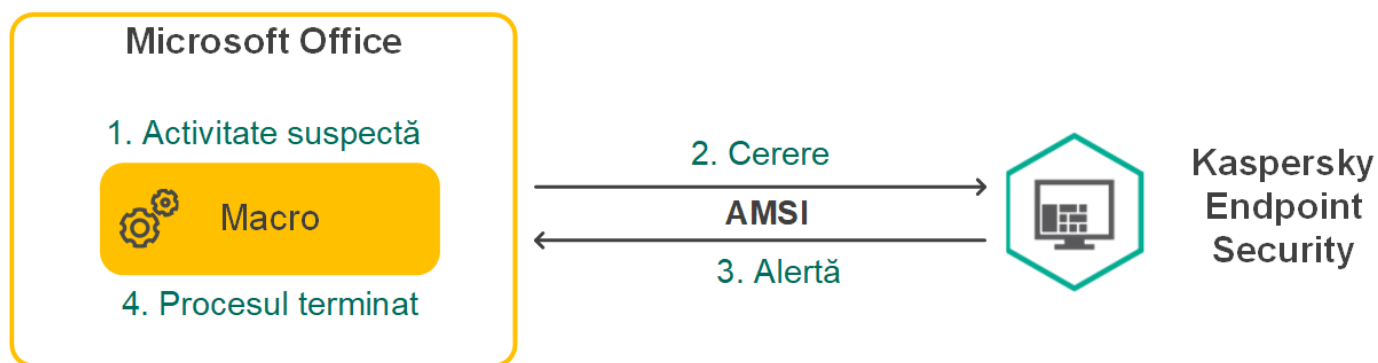 Microsoft Office
1. Activitate suspectă
Macro
4. Procesul terminat
2. Cerere
AMSI
3. Alertă
Kaspersky
Endpoint
Security